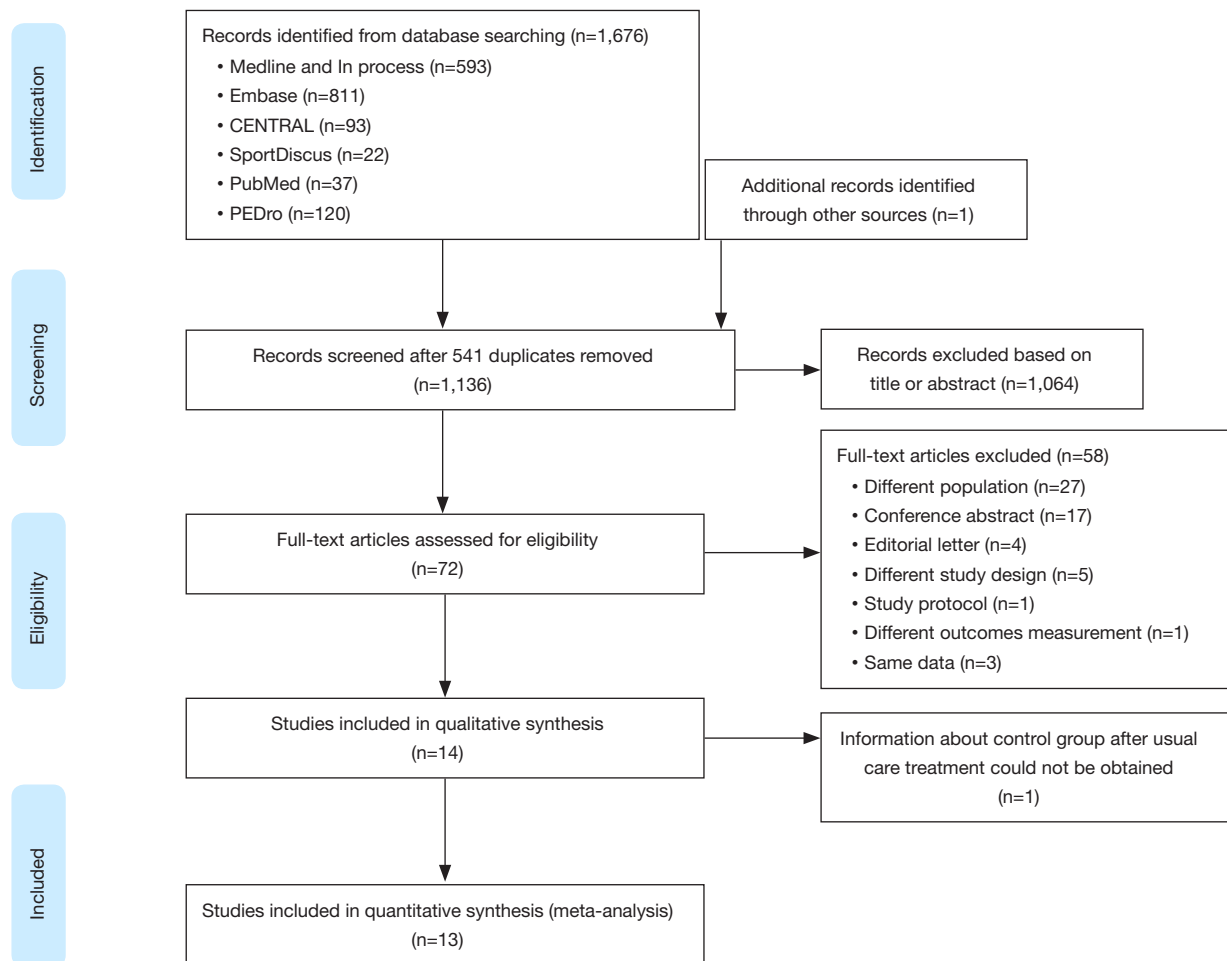 Identification
Records identified from database searching (n=1,676)
• Medline and In process (n=593)
• Embase (n=811)
• CENTRAL (n=93)
• SportDiscus (n=22)
• PubMed (n=37)
• PEDro (n=120)
Additional records identified
through other sources (n=1)
Screening
Records screened after 541 duplicates removed
(n=1,136)
Records excluded based on
title or abstract (n=1,064)
Eligibility
Full-text articles assessed for eligibility
(n=72)
Full-text articles excluded (n=58)
• Different population (n=27)
• Conference abstract (n=17)
• Editorial letter (n=4)
• Different study design (n=5)
• Study protocol (n=1)
• Different outcomes measurement (n=1)
• Same data (n=3)
Studies included in qualitative synthesis
(n=14)
Information about control group after usual
care treatment could not be obtained
(n=1)
Included
Studies included in quantitative synthesis (meta-analysis)
(n=13)